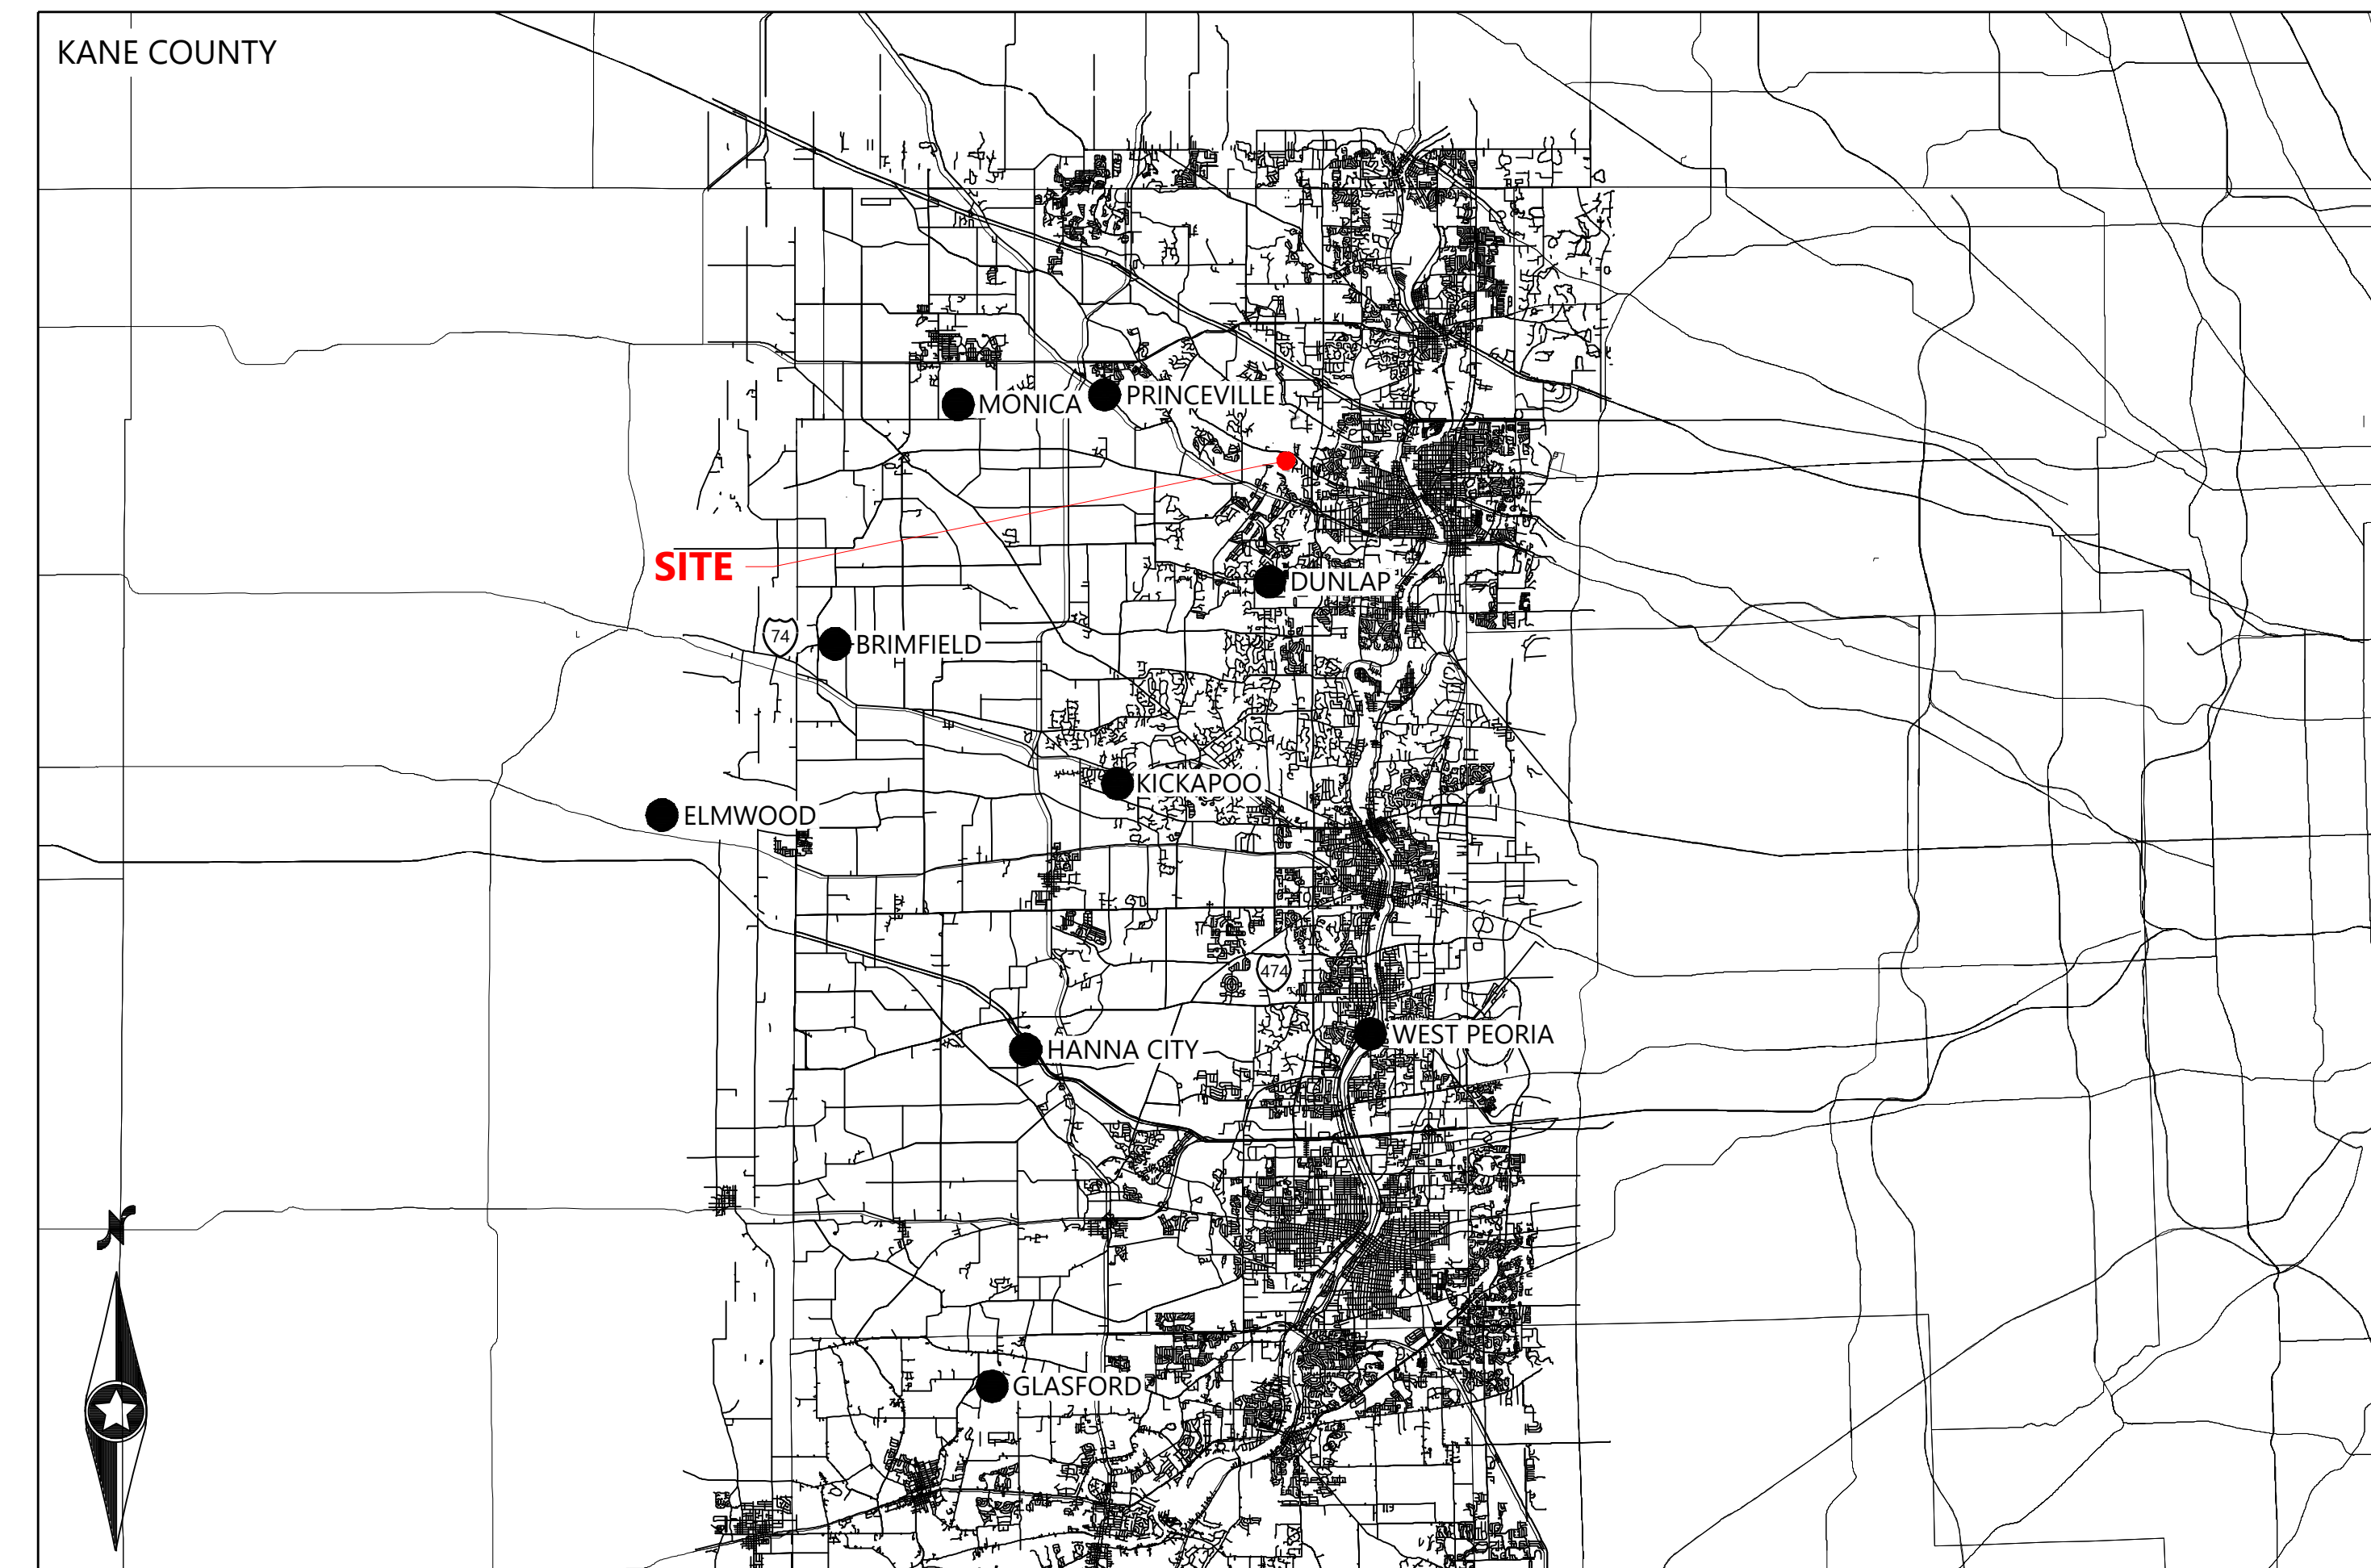 KANE COUNTY
MONICA
PRINCEVILLE
SITE
DUNLAP
74
BRIMFIELD
KICKAPOO
ELMWOOD
474
WEST PEORIA
HANNA CITY
N
GLASFORD